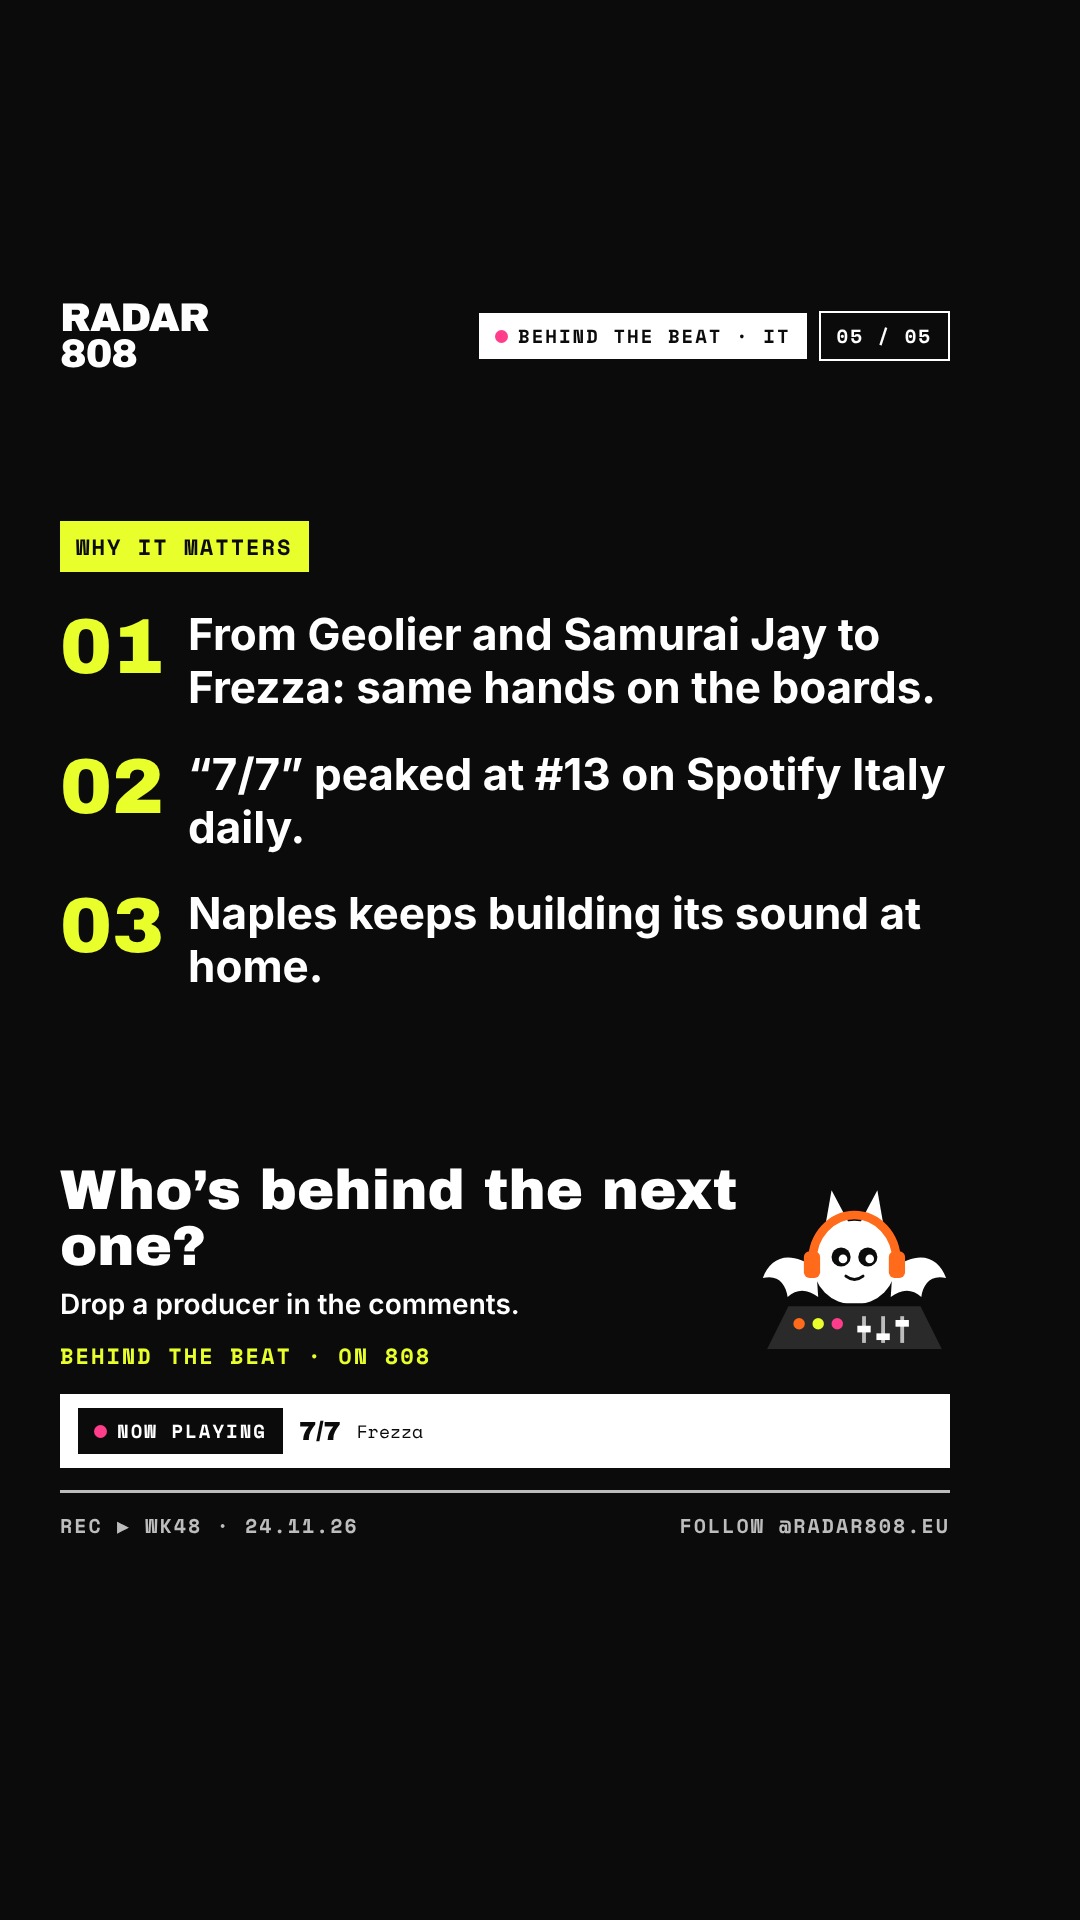 RADAR
808
BEHIND THE BEAT · IT
05 / 05
WHY IT MATTERS
01
From Geolier and Samurai Jay to
Frezza: same hands on the boards.
02
“7/7” peaked at #13 on Spotify Italy
daily.
03
Naples keeps building its sound at
home.
Who’s behind the next
one?
Drop a producer in the comments.
BEHIND THE BEAT · ON 808
NOW PLAYING 7/7 Frezza
REC ▶ WK48 · 24.11.26
FOLLOW @RADAR808.EU